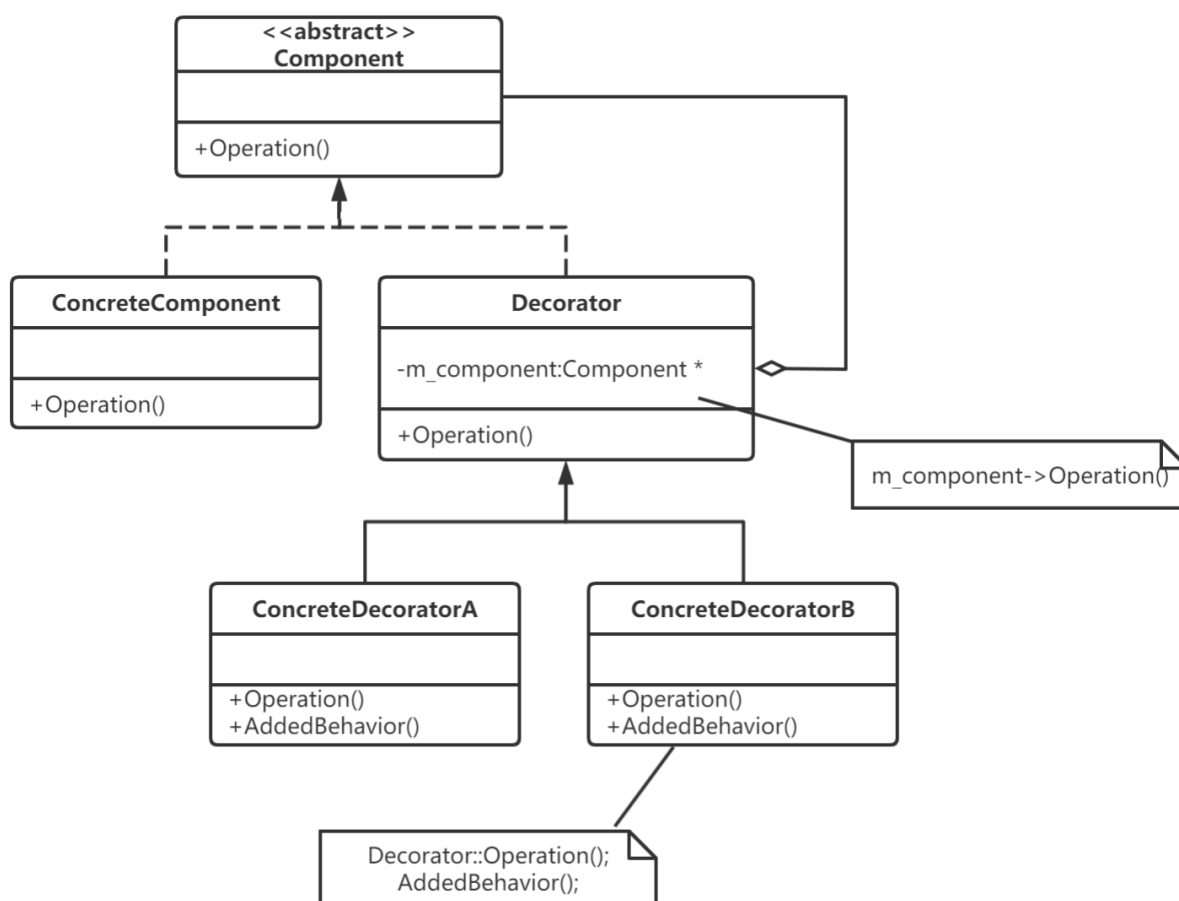 <<abstract>>
Component
+Operation()
ConcreteComponent
+Operation()
Decorator
-m_component:Component *
+Operation()
m_component->Operation()
ConcreteDecoratorA
+Operation()
+AddedBehavior()
ConcreteDecoratorB
+Operation()
+AddedBehavior()
Decorator::Operation();
AddedBehavior();